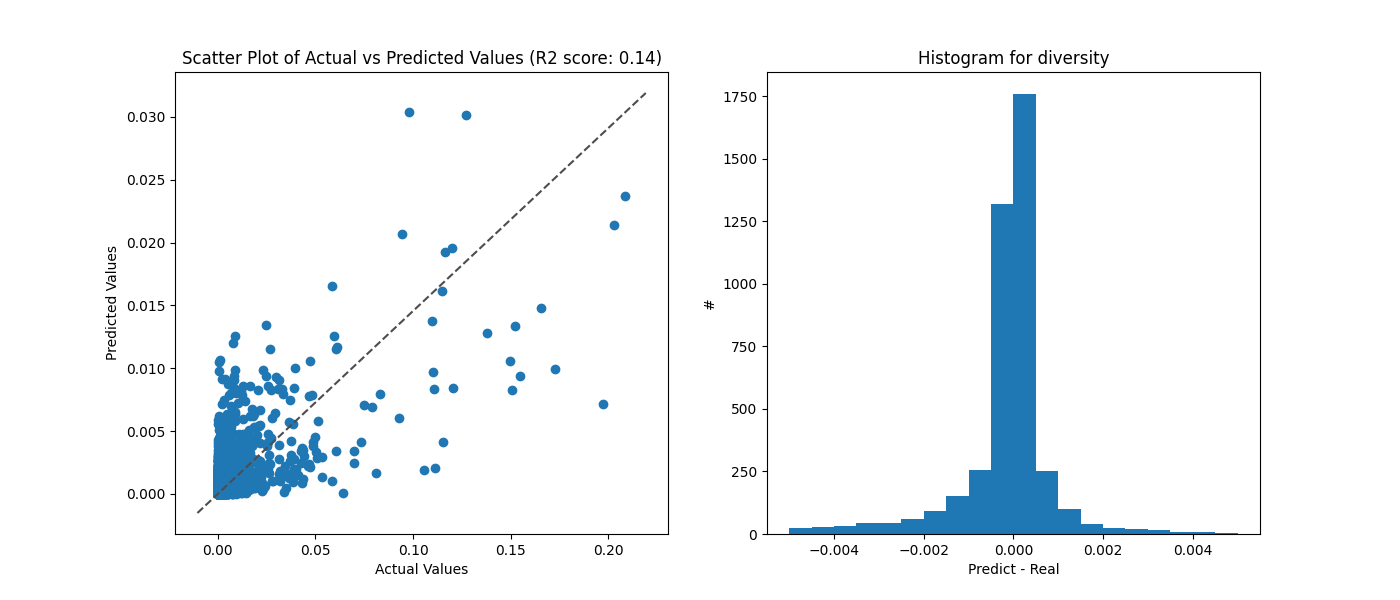 Scatter Plot of Actual vs Predicted Values (R2 score: 0.14)
0.030
0.025
0.020
0.015
0.010
0.005
0.000
Predicted Values
0.00 0.05 0.10 0.15 0.20
Actual Values
Histogram for diversity
1750
1500
1250
1000
750
500
250
0
#
−0.004 −0.002 0.000 0.002 0.004
Predict - Real